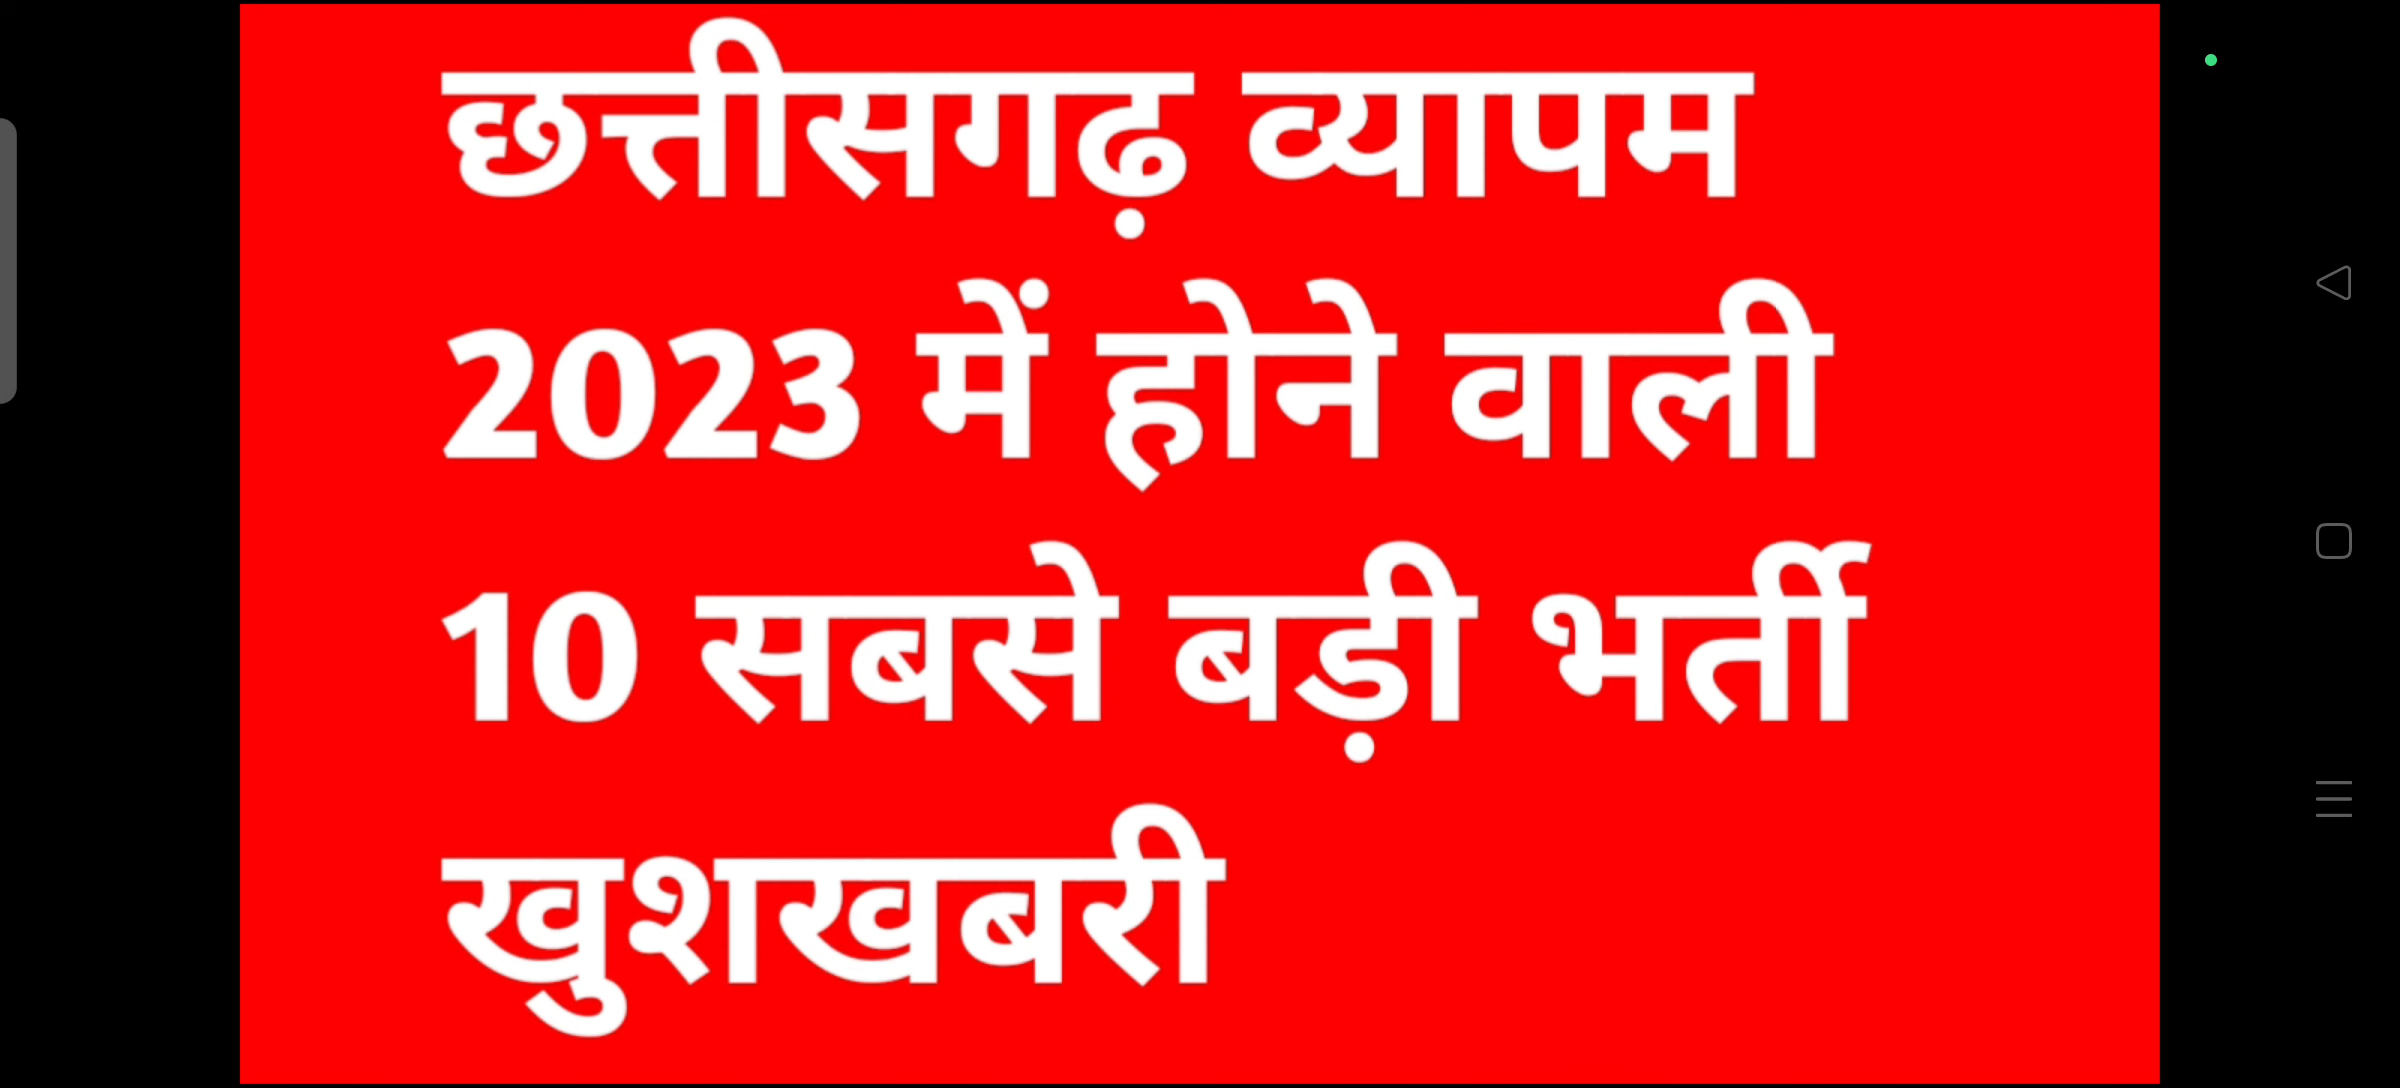 छत्तीसगढ़ व्यापम
2023 में होने वाली
10 सबसे बड़ी भर्ती
खुशखबरी